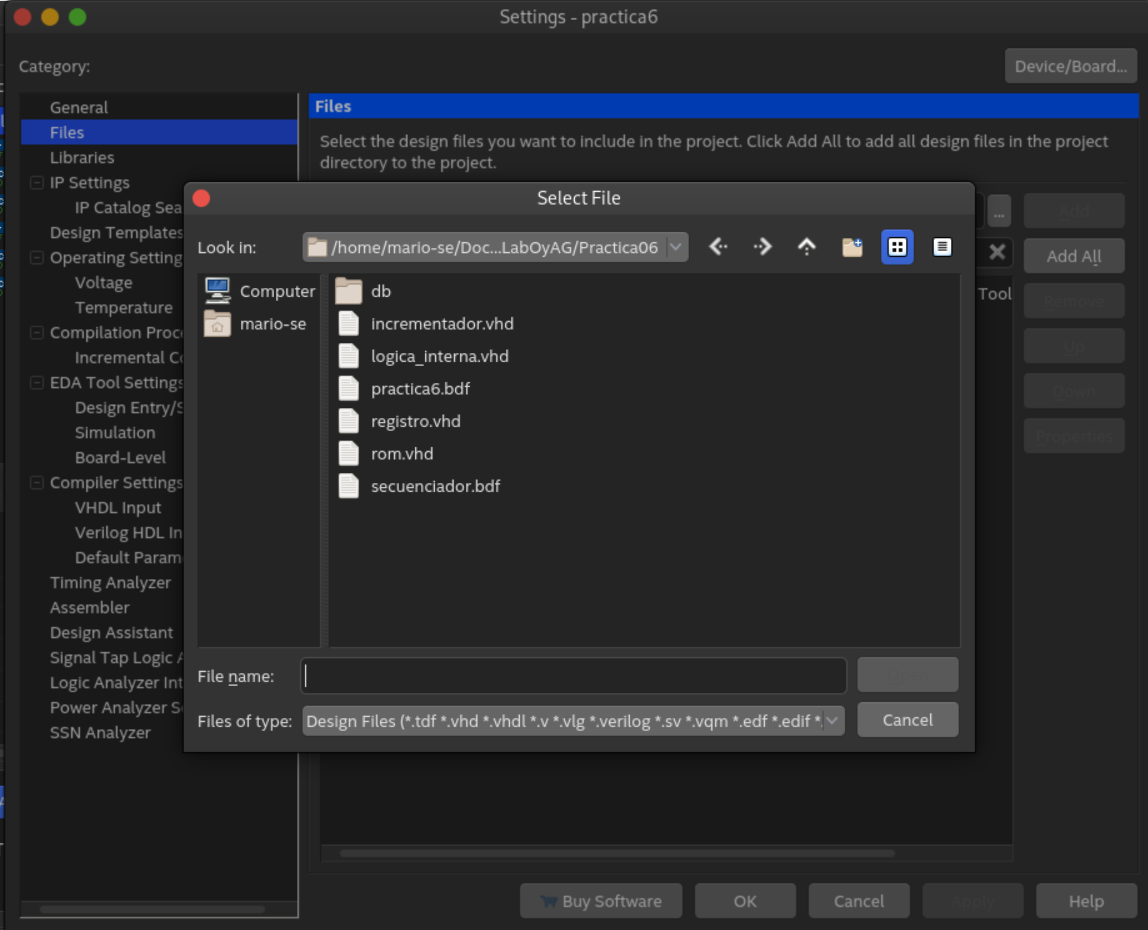 Settings - practica6
Category:
Device/Board...
General
Files
Libraries
IP Settings
IP Catalog Sea
Design Templates
Operating Setting
Voltage
Temperature
Compilation Proc
Incremental Co
EDA Tool Settings
Design Entry/S
Simulation
Board-Level
Compiler Settings
VHDL Input
Verilog HDL In
Default Param
Timing Analyzer
Assembler
Design Assistant
Signal Tap Logic A
Logic Analyzer Int
Power Analyzer S
SSN Analyzer
Files
Select the design files you want to include in the project. Click Add All to add all design files in the project
directory to the project.
...
Add
Add All
Tool
Remove
Up
Down
Properties
Select File
Look in:
/home/mario-se/Doc...LabOyAG/Practica06
Computer
mario-se
db
incrementador.vhd
logica_interna.vhd
practica6.bdf
registro.vhd
rom.vhd
secuenciador.bdf
File name:
Files of type:
Design Files (*.tdf *.vhd *.vhdl *.v *.vlg *.verilog *.sv *.vqm *.edf *.edif *.
Cancel
Buy Software
OK
Cancel
Apply
Help